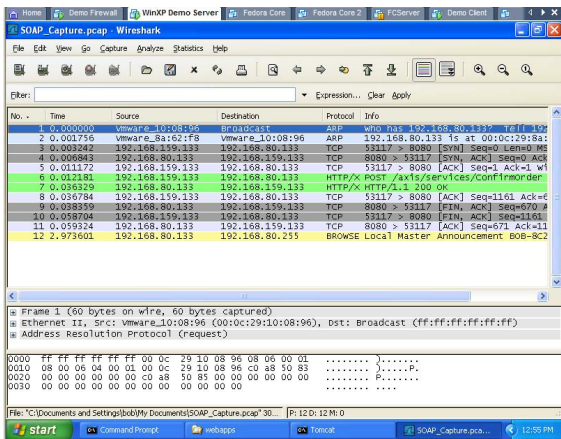 Home Demo Firewall WinXP Demo Server Fedora Core Fedora Core 2 FCServer Demo Client
SOAP_Capture.pcap - Wireshark
File Edit View Go Capture Analyze Statistics Help
Filter: Expression... Clear Apply
No. - Time Source Destination Protocol Info
1 0.000000 Vmware_10:08:96 Broadcast ARP Who has 192.168.80.133? Tell 192
2 0.001756 Vmware_8a:62:f8 Vmware_10:08:96 ARP 192.168.80.133 is at 00:0c:29:8a:
3 0.003242 192.168.159.133 192.168.80.133 TCP 53117 > 8080 [SYN] Seq=0 Len=0 MS
4 0.006843 192.168.80.133 192.168.159.133 TCP 8080 > 53117 [SYN, ACK] Seq=0 Ack
5 0.011172 192.168.159.133 192.168.80.133 TCP 53117 > 8080 [ACK] Seq=1 Ack=1 Wi
6 0.012181 192.168.159.133 192.168.80.133 HTTP/X POST /axis/services/ConfirmOrder
7 0.036329 192.168.80.133 192.168.159.133 HTTP/X HTTP/1.1 200 OK
8 0.036784 192.168.159.133 192.168.80.133 TCP 53117 > 8080 [ACK] Seq=1161 Ack=6
9 0.038359 192.168.80.133 192.168.159.133 TCP 8080 > 53117 [FIN, ACK] Seq=670 A
10 0.058704 192.168.159.133 192.168.80.133 TCP 53117 > 8080 [FIN, ACK] Seq=1161
11 0.059324 192.168.80.133 192.168.159.133 TCP 8080 > 53117 [ACK] Seq=671 Ack=11
12 2.973601 192.168.80.133 192.168.80.255 BROWSE Local Master Announcement BOB-8C2
Frame 1 (60 bytes on wire, 60 bytes captured)
Ethernet II, Src: Vmware_10:08:96 (00:0c:29:10:08:96), Dst: Broadcast (ff:ff:ff:ff:ff:ff)
Address Resolution Protocol (request)
0000 ff ff ff ff ff ff 00 0c 29 10 08 96 08 06 00 01 ........ ).......
0010 08 00 06 04 00 01 00 0c 29 10 08 96 c0 a8 50 83 ........ ).....P.
0020 00 00 00 00 00 00 c0 a8 50 85 00 00 00 00 00 00 ........ P.......
0030 00 00 00 00 00 00 00 00 00 00 00 00 ........ ....
File: "C:\Documents and Settings\bob\My Documents\SOAP_Capture.pcap" 30... P: 12 D: 12 M: 0
start Command Prompt webapps Tomcat SOAP_Capture.pca... 12:55 PM